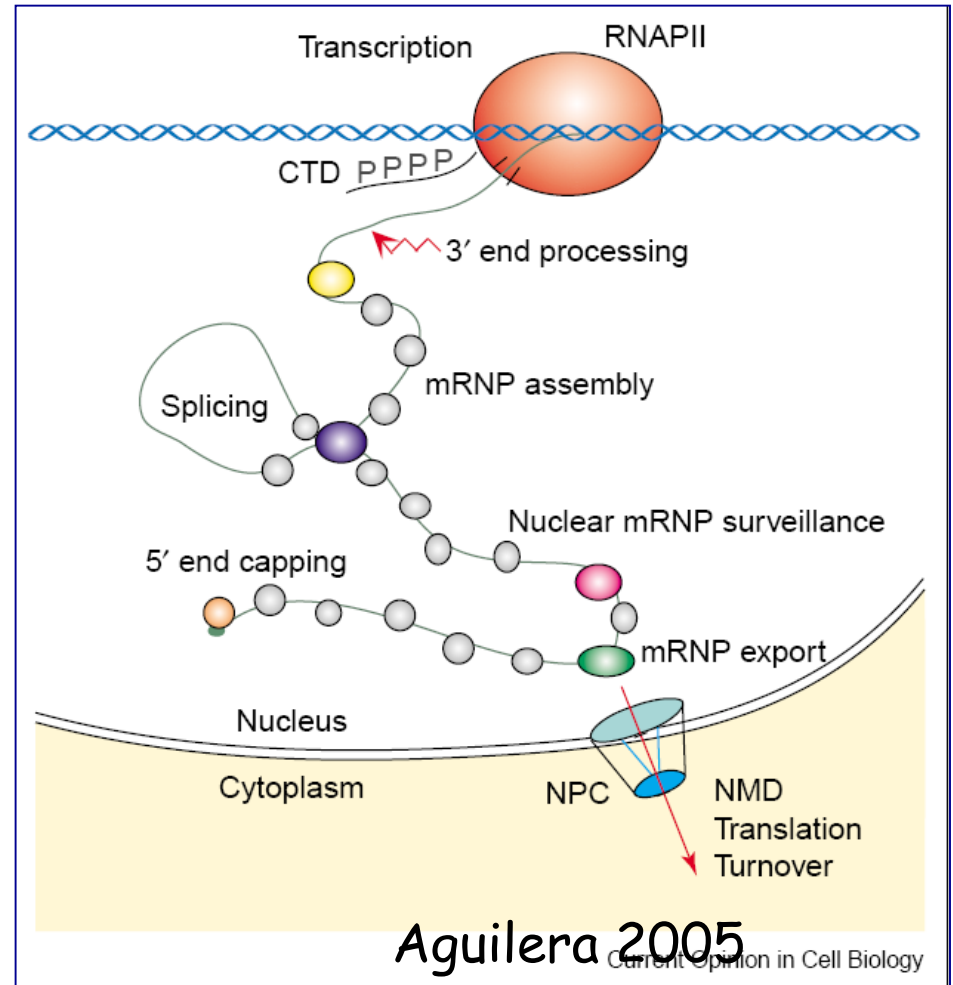 RNAPII
Transcription
CTD PPPP
3′ end processing
mRNP assembly
Splicing
Nuclear mRNP surveillance
5′ end capping
mRNP export
Nucleus
Cytoplasm
NPC
NMD
Translation
Turnover
Aguilera 2005
Current Opinion in Cell Biology